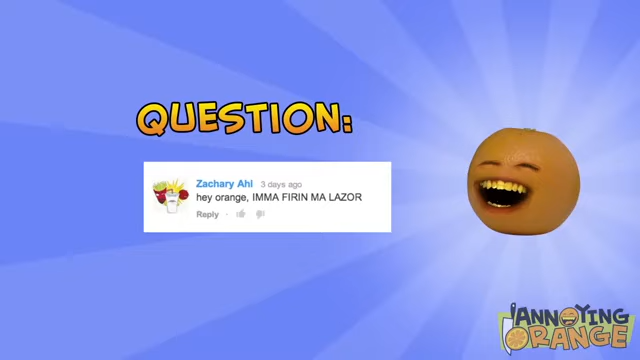 QUESTION:
Zachary Ahl 3 days ago
hey orange, IMMA FIRIN MA LAZOR
Reply ·
ANNOYING
ORANGE